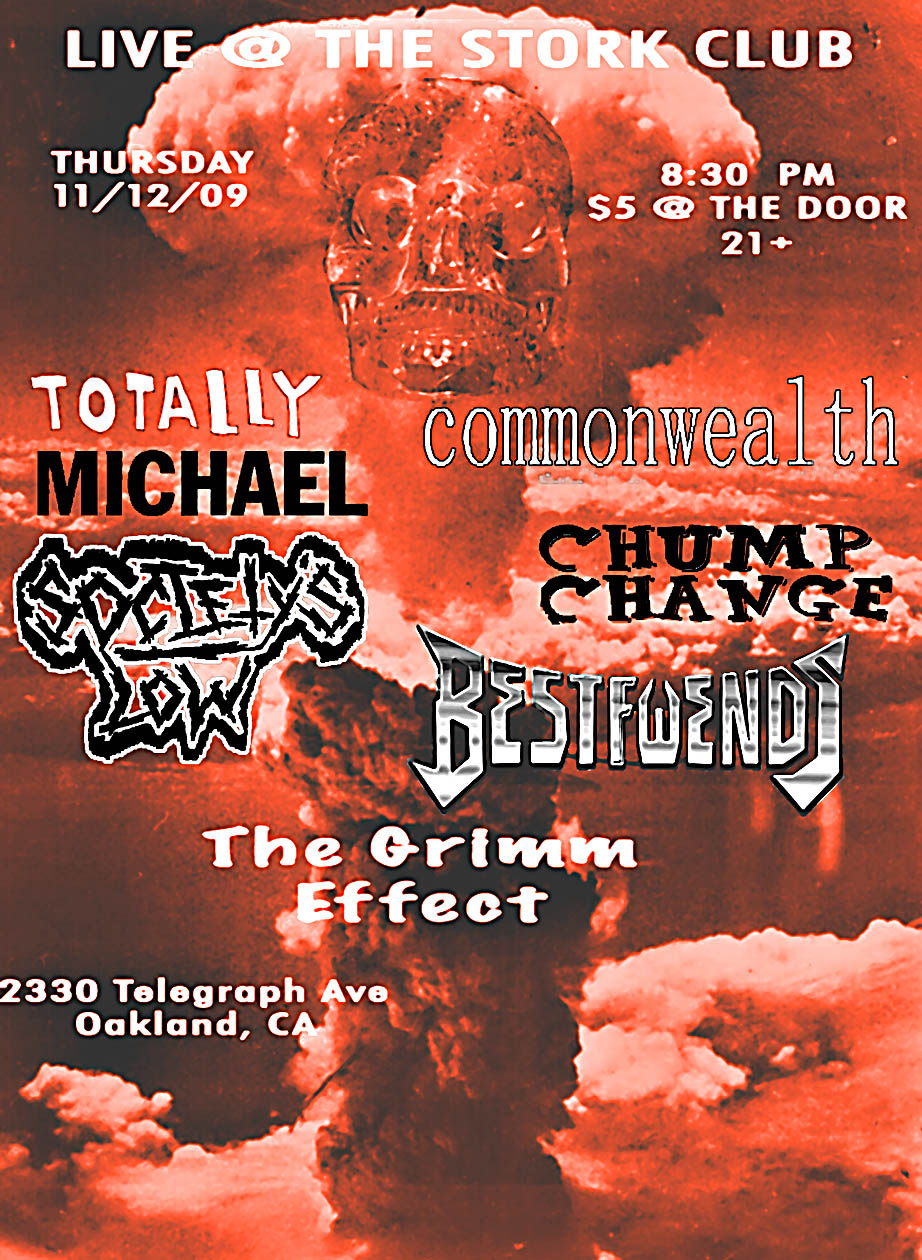 LIVE @ THE STORK CLUB
THURSDAY
11/12/09
8:30 PM
$5 @ THE DOOR
21+
TOTALLY
MICHAEL
commonwealth
SOCIETY'S
LOW
CHUMP
CHANGE
BESTFWENDS
The Grimm
Effect
2330 Telegraph Ave
Oakland, CA